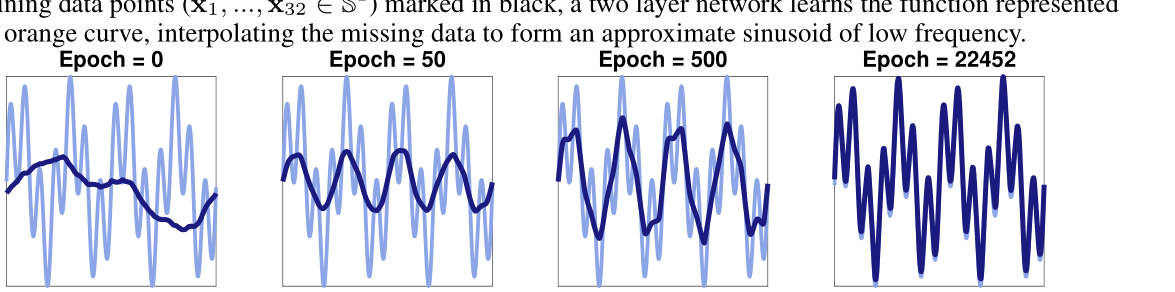 ning data points (x₁, ..., x₃₂ ∈ 𝕊¹) marked in black, a two layer network learns the function represented
orange curve, interpolating the missing data to form an approximate sinusoid of low frequency.
Epoch = 0 Epoch = 50 Epoch = 500 Epoch = 22452